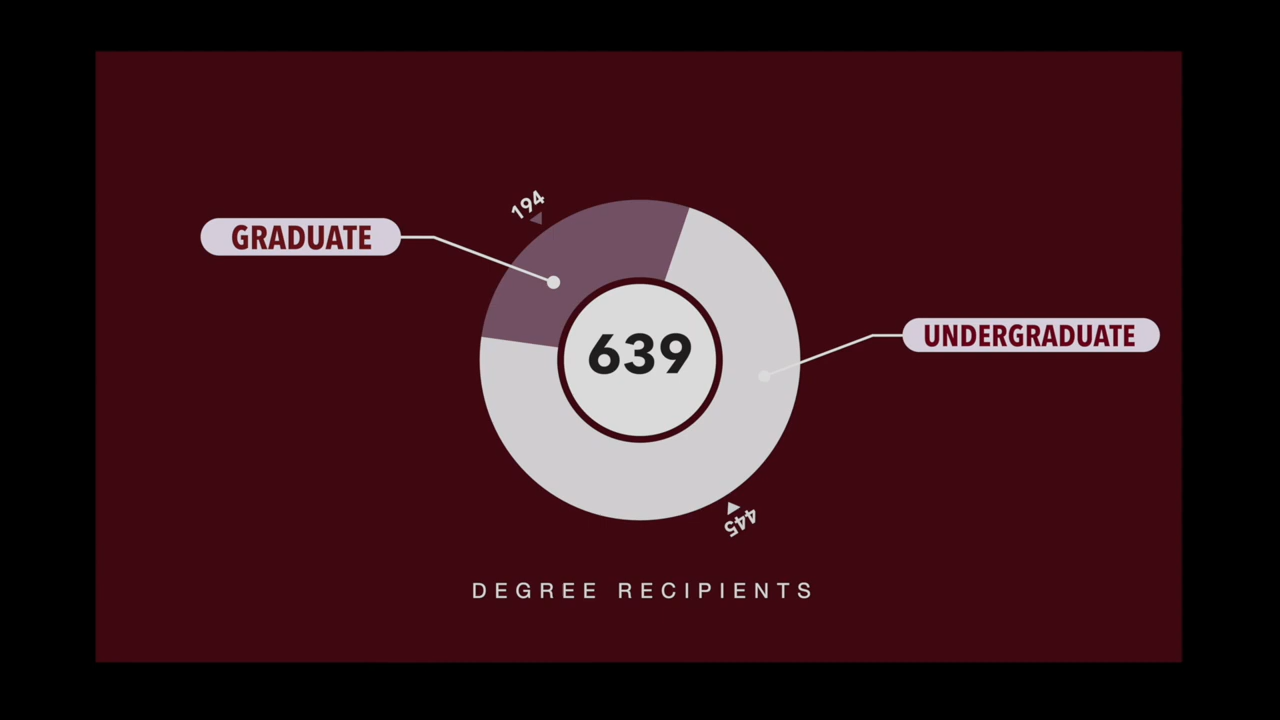 194
GRADUATE
UNDERGRADUATE
639
445
DEGREE RECIPIENTS